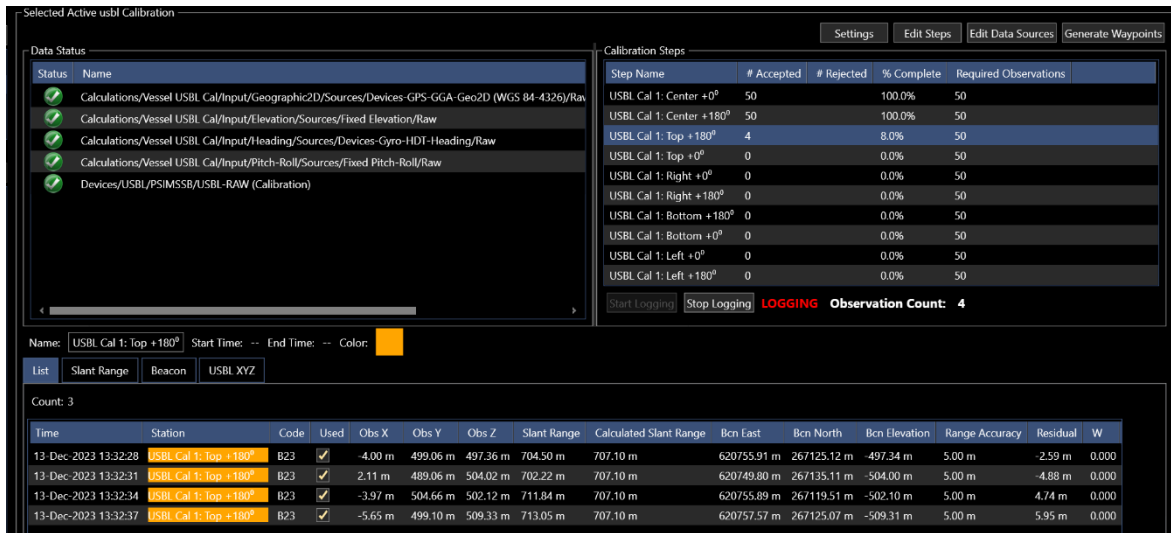 Selected Active usbl Calibration
Settings Edit Steps Edit Data Sources Generate Waypoints
Data Status
Status Name
Calculations/Vessel USBL Cal/Input/Geographic2D/Sources/Devices-GPS-GGA-Geo2D (WGS 84-4326)/Rav
Calculations/Vessel USBL Cal/Input/Elevation/Sources/Fixed Elevation/Raw
Calculations/Vessel USBL Cal/Input/Heading/Sources/Devices-Gyro-HDT-Heading/Raw
Calculations/Vessel USBL Cal/Input/Pitch-Roll/Sources/Fixed Pitch-Roll/Raw
Devices/USBL/PSIMSSB/USBL-RAW (Calibration)
Calibration Steps
Step Name # Accepted # Rejected % Complete Required Observations
USBL Cal 1: Center +0⁰ 50 100.0% 50
USBL Cal 1: Center +180⁰ 50 100.0% 50
USBL Cal 1: Top +180⁰ 4 8.0% 50
USBL Cal 1: Top +0⁰ 0 0.0% 50
USBL Cal 1: Right +0⁰ 0 0.0% 50
USBL Cal 1: Right +180⁰ 0 0.0% 50
USBL Cal 1: Bottom +180⁰ 0 0.0% 50
USBL Cal 1: Bottom +0⁰ 0 0.0% 50
USBL Cal 1: Left +0⁰ 0 0.0% 50
USBL Cal 1: Left +180⁰ 0 0.0% 50
Start Logging Stop Logging LOGGING Observation Count: 4
Name: USBL Cal 1: Top +180⁰ Start Time: -- End Time: -- Color:
List Slant Range Beacon USBL XYZ
Count: 3
Time Station Code Used Obs X Obs Y Obs Z Slant Range Calculated Slant Range Bcn East Bcn North Bcn Elevation Range Accuracy Residual W
13-Dec-2023 13:32:28 USBL Cal 1: Top +180⁰ B23 -4.00 m 499.06 m 497.36 m 704.50 m 707.10 m 620755.91 m 267125.12 m -497.34 m 5.00 m -2.59 m 0.000
13-Dec-2023 13:32:31 USBL Cal 1: Top +180⁰ B23 2.11 m 489.06 m 504.02 m 702.22 m 707.10 m 620749.80 m 267135.11 m -504.00 m 5.00 m -4.88 m 0.000
13-Dec-2023 13:32:34 USBL Cal 1: Top +180⁰ B23 -3.97 m 504.66 m 502.12 m 711.84 m 707.10 m 620755.89 m 267119.51 m -502.10 m 5.00 m 4.74 m 0.000
13-Dec-2023 13:32:37 USBL Cal 1: Top +180⁰ B23 -5.65 m 499.10 m 509.33 m 713.05 m 707.10 m 620757.57 m 267125.07 m -509.31 m 5.00 m 5.95 m 0.000